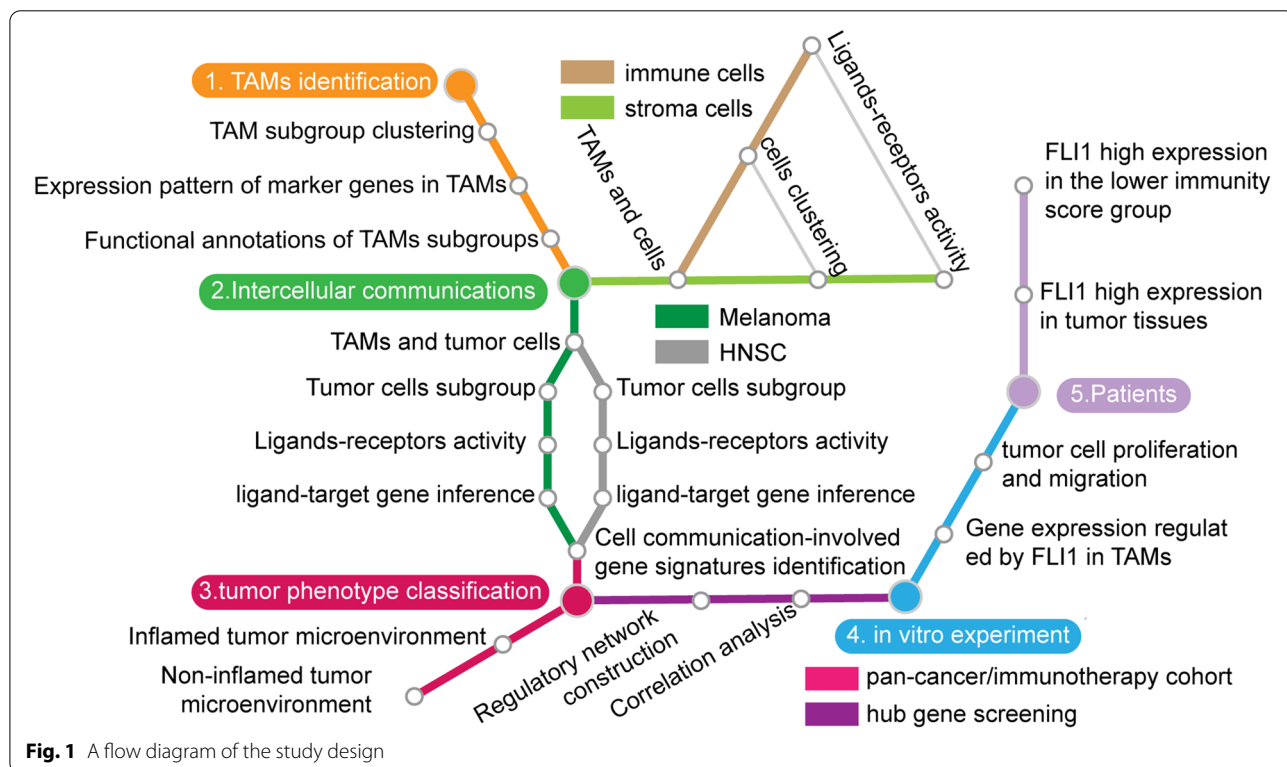 1. TAMs identification
TAM subgroup clustering
Expression pattern of marker genes in TAMs
Functional annotations of TAMs subgroups
immune cells
stroma cells
TAMs and cells
cells clustering
Ligands-receptors activity
2.Intercellular communications
Melanoma
HNSC
TAMs and tumor cells
Tumor cells subgroup
Ligands-receptors activity
ligand-target gene inference
Tumor cells subgroup
Ligands-receptors activity
ligand-target gene inference
Cell communication-involved
gene signatures identification
3.tumor phenotype classification
Inflamed tumor microenvironment
Non-inflamed tumor
microenvironment
Regulatory network
construction
Correlation analysis
FLI1 high expression
in the lower immunity
score group
FLI1 high expression
in tumor tissues
5.Patients
tumor cell proliferation
and migration
Gene expression regulat
ed by FLI1 in TAMs
4. in vitro experiment
pan-cancer/immunotherapy cohort
hub gene screening
Fig. 1 A flow diagram of the study design